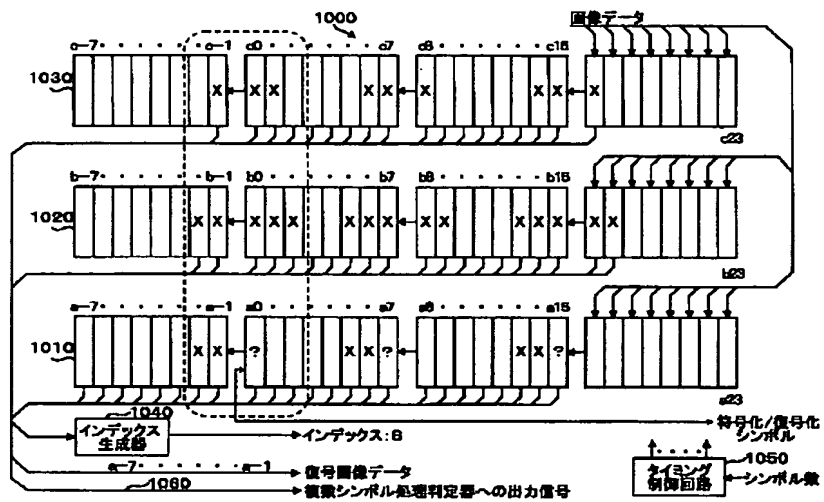 1000
画像データ
c-7 c-1 c0 c7 c8 c15
1030
X X X X X X X X X
c23
b-7 b-1 b0 b7 b8 b15
1020
X X X X X X X X X X X X X X X
b23
a-7 a-1 a0 a7 a8 a15
1010
X X ? X X ? X X ?
a23
1040
インデックス
生成器
インデックス:8
符号化/復号化
シンボル
a-7 a-1
復号画像データ
1050
タイミング
制御回路
シンボル数
1060
複数シンボル処理判定器への出力信号